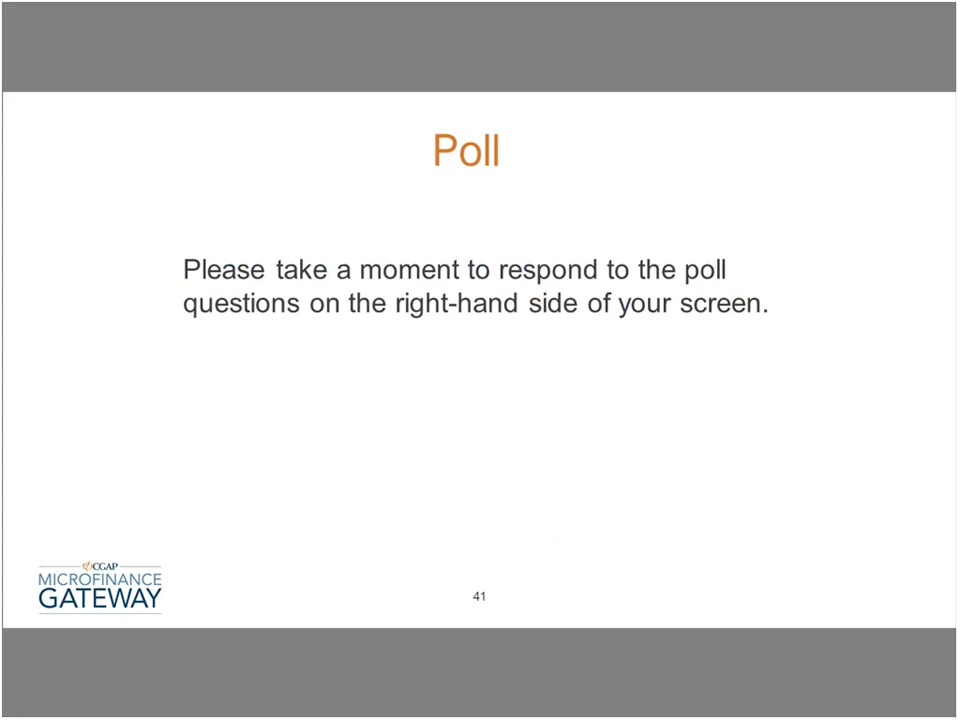 Poll
Please take a moment to respond to the poll
questions on the right-hand side of your screen.
CGAP
MICROFINANCE
GATEWAY
41